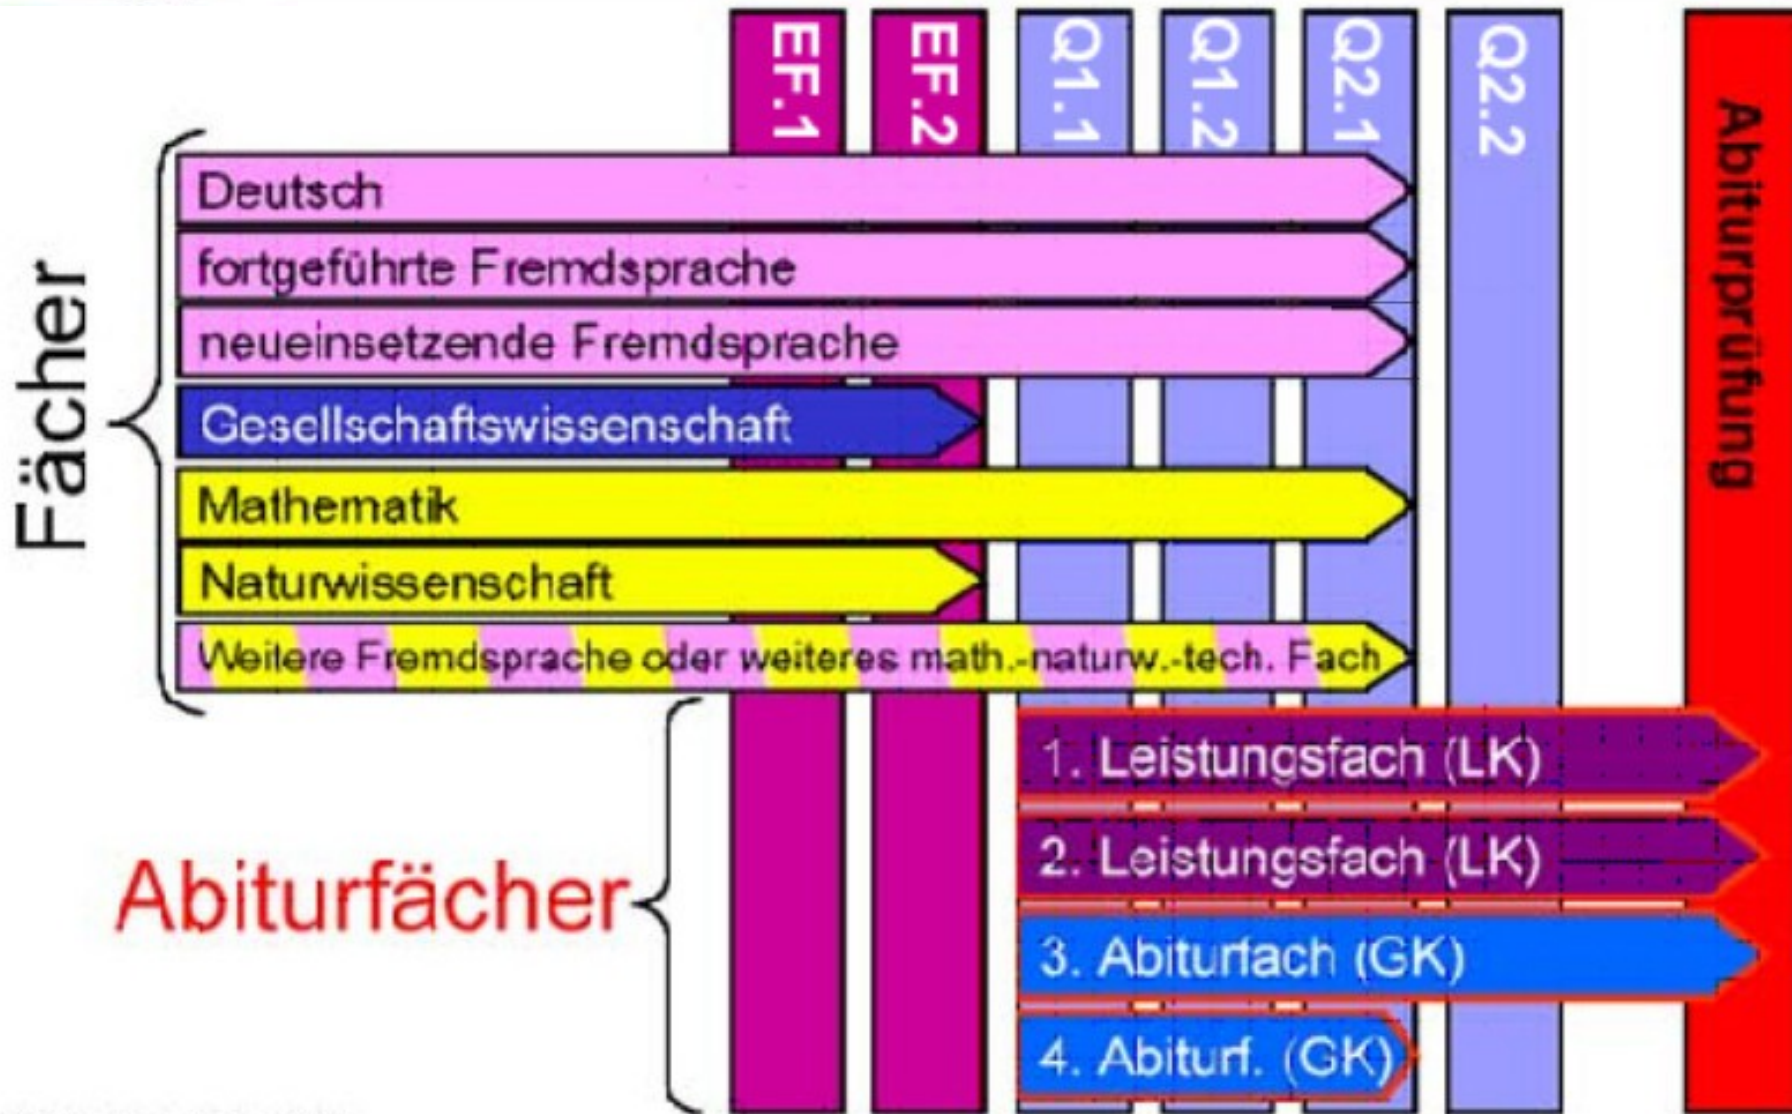 EF.1
EF.2
Q1.1
Q1.2
Q2.1
Q2.2
Abiturprüfung
Fächer
Deutsch
fortgeführte Fremdsprache
neueinsetzende Fremdsprache
Gesellschaftswissenschaft
Mathematik
Naturwissenschaft
Weitere Fremdsprache oder weiteres math.-naturw.-tech. Fach
Abiturfächer
1. Leistungsfach (LK)
2. Leistungsfach (LK)
3. Abiturfach (GK)
4. Abiturf. (GK)